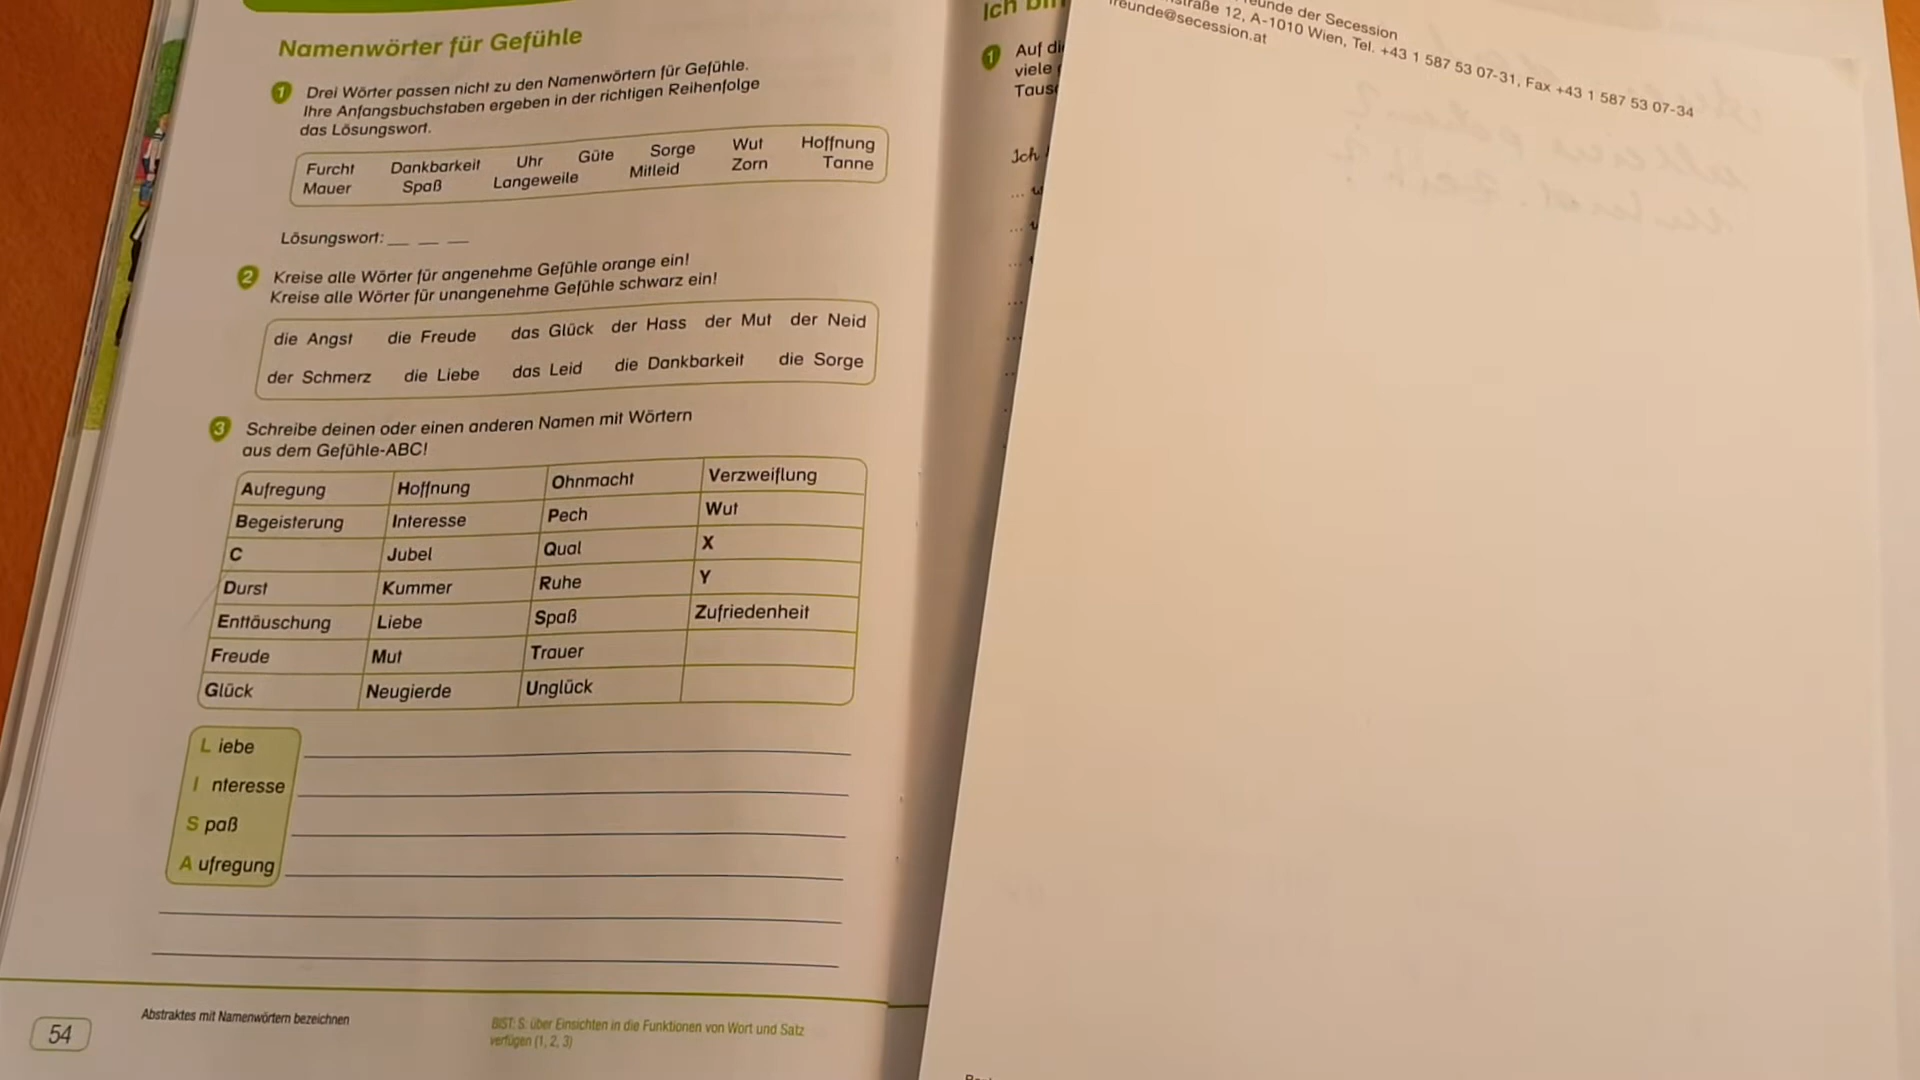 Namenwörter für Gefühle
1 Drei Wörter passen nicht zu den Namenwörtern für Gefühle.
Ihre Anfangsbuchstaben ergeben in der richtigen Reihenfolge
das Lösungswort.
Furcht Dankbarkeit Uhr Güte Sorge Wut Hoffnung
Mauer Spaß Langeweile Mitleid Zorn Tanne
Lösungswort: __ __ __
2 Kreise alle Wörter für angenehme Gefühle orange ein!
Kreise alle Wörter für unangenehme Gefühle schwarz ein!
die Angst die Freude das Glück der Hass der Mut der Neid
der Schmerz die Liebe das Leid die Dankbarkeit die Sorge
3 Schreibe deinen oder einen anderen Namen mit Wörtern
aus dem Gefühle-ABC!
Aufregung Hoffnung Ohnmacht Verzweiflung
Begeisterung Interesse Pech Wut
C Jubel Qual X
Durst Kummer Ruhe Y
Enttäuschung Liebe Spaß Zufriedenheit
Freude Mut Trauer
Glück Neugierde Unglück
L iebe
I nteresse
S paß
A ufregung
54
Abstraktes mit Namenwörtern bezeichnen
BIST: S: über Einsichten in die Funktionen von Wort und Satz
verfügen (1, 2, 3)
Ich
1 Auf
viele
Ich
der Secession
12, A-1010 Wien, Tel. +43 1 587 53 07-31, Fax +43 1 587 53 07-34
freunde@secession.at